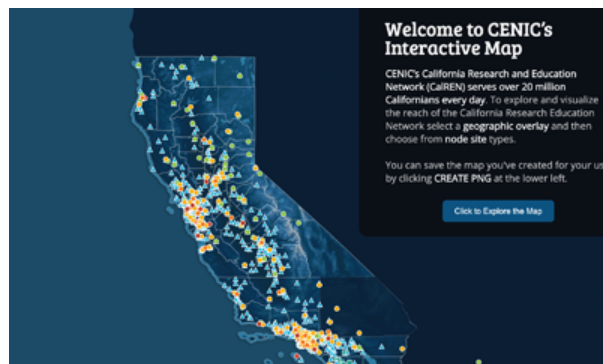 Welcome to CENIC's
Interactive Map
CENIC's California Research and Education
Network (CalREN) serves over 20 million
Californians every day. To explore and visualize
the reach of the California Research Education
Network select a geographic overlay and then
choose from node site types.
You can save the map you've created for your us
by clicking CREATE PNG at the lower left.
Click to Explore the Map